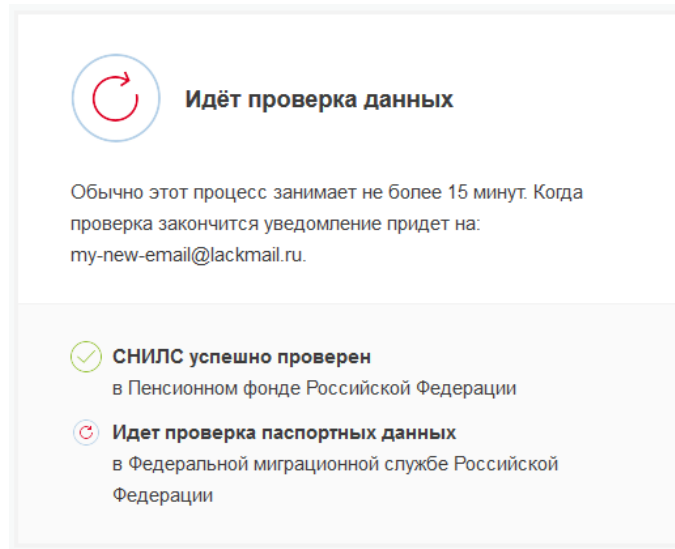 Идёт проверка данных
Обычно этот процесс занимает не более 15 минут. Когда
проверка закончится уведомление придет на:
my-new-email@lackmail.ru.
СНИЛС успешно проверен
в Пенсионном фонде Российской Федерации
Идет проверка паспортных данных
в Федеральной миграционной службе Российской
Федерации